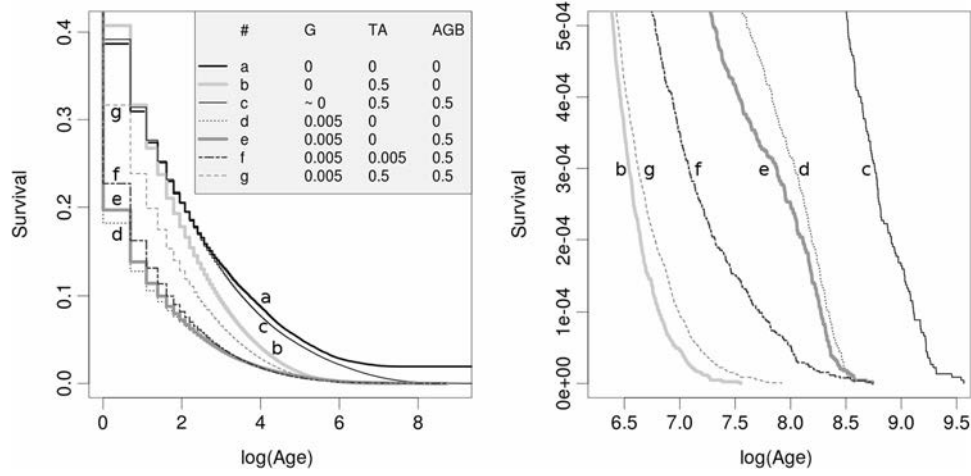 # G TA AGB
a 0 0 0
b 0 0.5 0
c ~ 0 0.5 0.5
d 0.005 0 0
e 0.005 0 0.5
f 0.005 0.005 0.5
g 0.005 0.5 0.5
Survival
0.4
0.3
0.2
0.1
0.0
g
f
e
d
a
c
b
0 2 4 6 8
log(Age)
Survival
5e-04
4e-04
3e-04
2e-04
1e-04
0e+00
b g f e d c
6.5 7.0 7.5 8.0 8.5 9.0 9.5
log(Age)